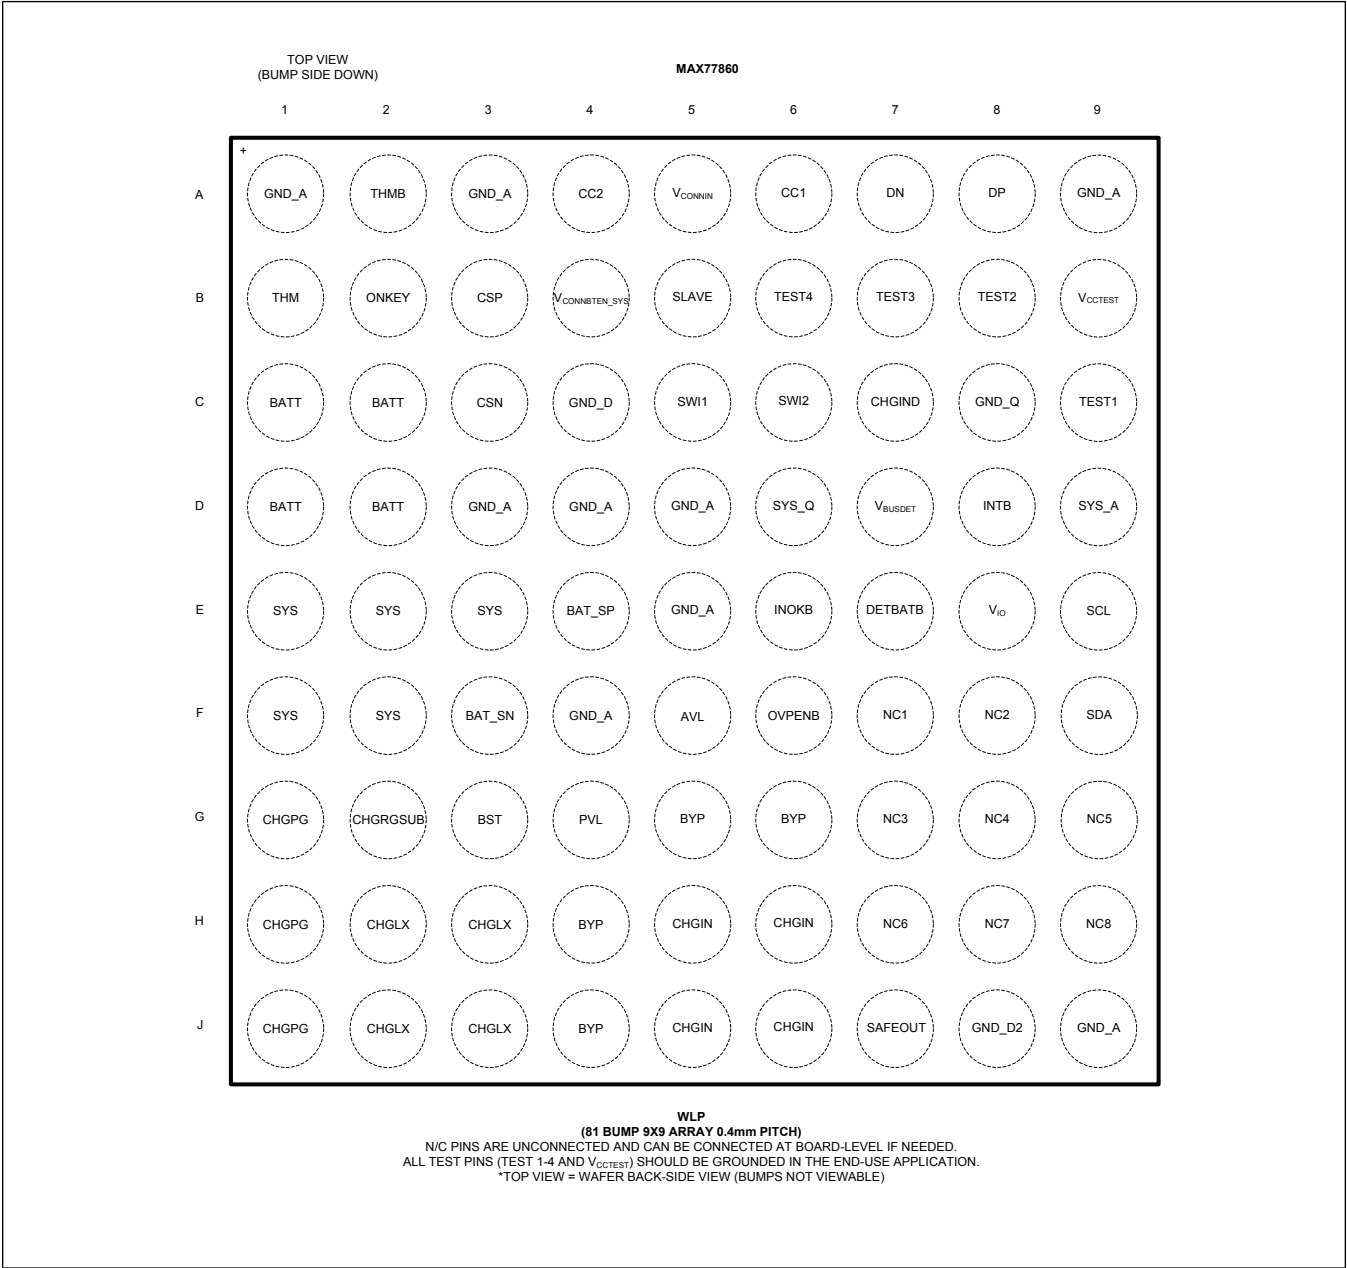 TOP VIEW
(BUMP SIDE DOWN)
MAX77860
1 2 3 4 5 6 7 8 9
+
A GND_A THMB GND_A CC2 VCONNIN CC1 DN DP GND_A
B THM ONKEY CSP VCONNBTEN_SYS SLAVE TEST4 TEST3 TEST2 VCCTEST
C BATT BATT CSN GND_D SWI1 SWI2 CHGIND GND_Q TEST1
D BATT BATT GND_A GND_A GND_A SYS_Q VBUSDET INTB SYS_A
E SYS SYS SYS BAT_SP GND_A INOKB DETBATB VIO SCL
F SYS SYS BAT_SN GND_A AVL OVPENB NC1 NC2 SDA
G CHGPG CHGRGSUB BST PVL BYP BYP NC3 NC4 NC5
H CHGPG CHGLX CHGLX BYP CHGIN CHGIN NC6 NC7 NC8
J CHGPG CHGLX CHGLX BYP CHGIN CHGIN SAFEOUT GND_D2 GND_A
WLP
(81 BUMP 9X9 ARRAY 0.4mm PITCH)
N/C PINS ARE UNCONNECTED AND CAN BE CONNECTED AT BOARD-LEVEL IF NEEDED.
ALL TEST PINS (TEST 1-4 AND VCCTEST) SHOULD BE GROUNDED IN THE END-USE APPLICATION.
*TOP VIEW = WAFER BACK-SIDE VIEW (BUMPS NOT VIEWABLE)